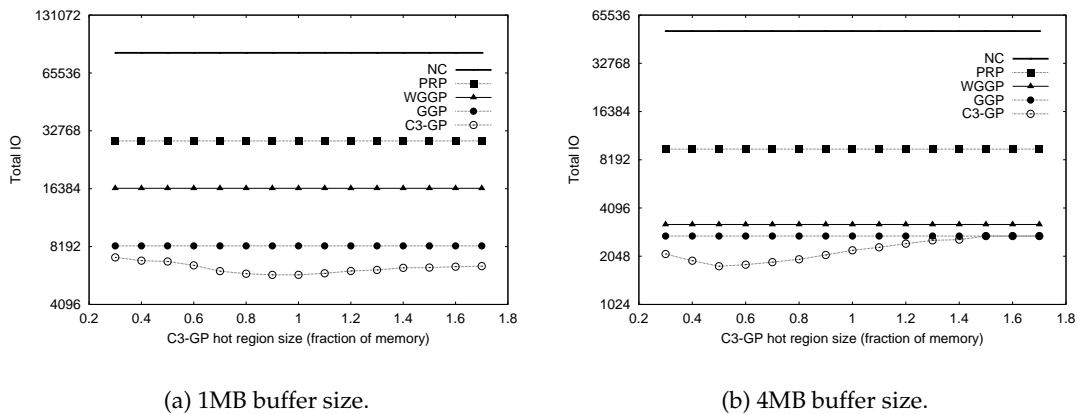 131072
65536
32768
16384
8192
4096
Total IO
0.2 0.4 0.6 0.8 1 1.2 1.4 1.6 1.8
C3-GP hot region size (fraction of memory)
NC
PRP
WGGP
GGP
C3-GP
(a) 1MB buffer size.
65536
32768
16384
8192
4096
2048
1024
Total IO
0.2 0.4 0.6 0.8 1.0 1.2 1.4 1.6 1.8
C3-GP hot region size (fraction of memory)
NC
PRP
WGGP
GGP
C3-GP
(b) 4MB buffer size.